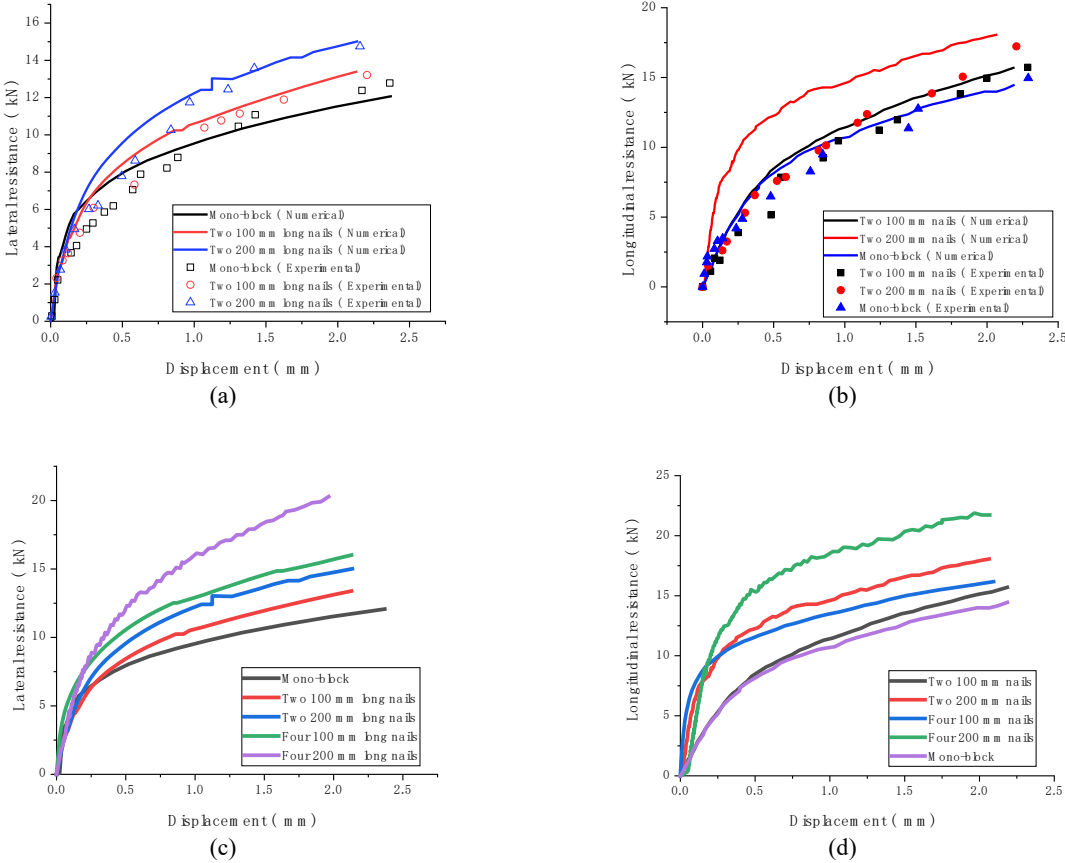 16
14
12
10
8
6
4
2
0
Lateral resistance ( kN)
Mono-block ( Numerical)
Two 100 mm long nails ( Numerical)
Two 200 mm long nails ( Numerical)
Mono-block ( Experimental)
Two 100 mm long nails ( Experimental)
Two 200 mm long nails ( Experimental)
0.0 0.5 1.0 1.5 2.0 2.5
Displacement ( mm)
(a)
20
15
10
5
0
Longitudinal resistance ( kN)
Two 100 mm nails ( Numerical)
Two 200 mm nails ( Numerical)
Mono-block ( Numerical)
Two 100 mm nails ( Experimental)
Two 200 mm nails ( Experimental)
Mono-block ( Experimental)
0.0 0.5 1.0 1.5 2.0 2.5
Displacement ( mm)
(b)
20
15
10
5
0
Lateral resistance ( kN)
Mono-block
Two 100 mm long nails
Two 200 mm long nails
Four 100 mm long nails
Four 200 mm long nails
0.0 0.5 1.0 1.5 2.0 2.5
Displacement ( mm)
(c)
25
20
15
10
5
0
Longitudinal resistance ( kN)
Two 100 mm nails
Two 200 mm nails
Four 100 mm nails
Four 200 mm nails
Mono-block
0.0 0.5 1.0 1.5 2.0 2.5
Displacement ( mm)
(d)